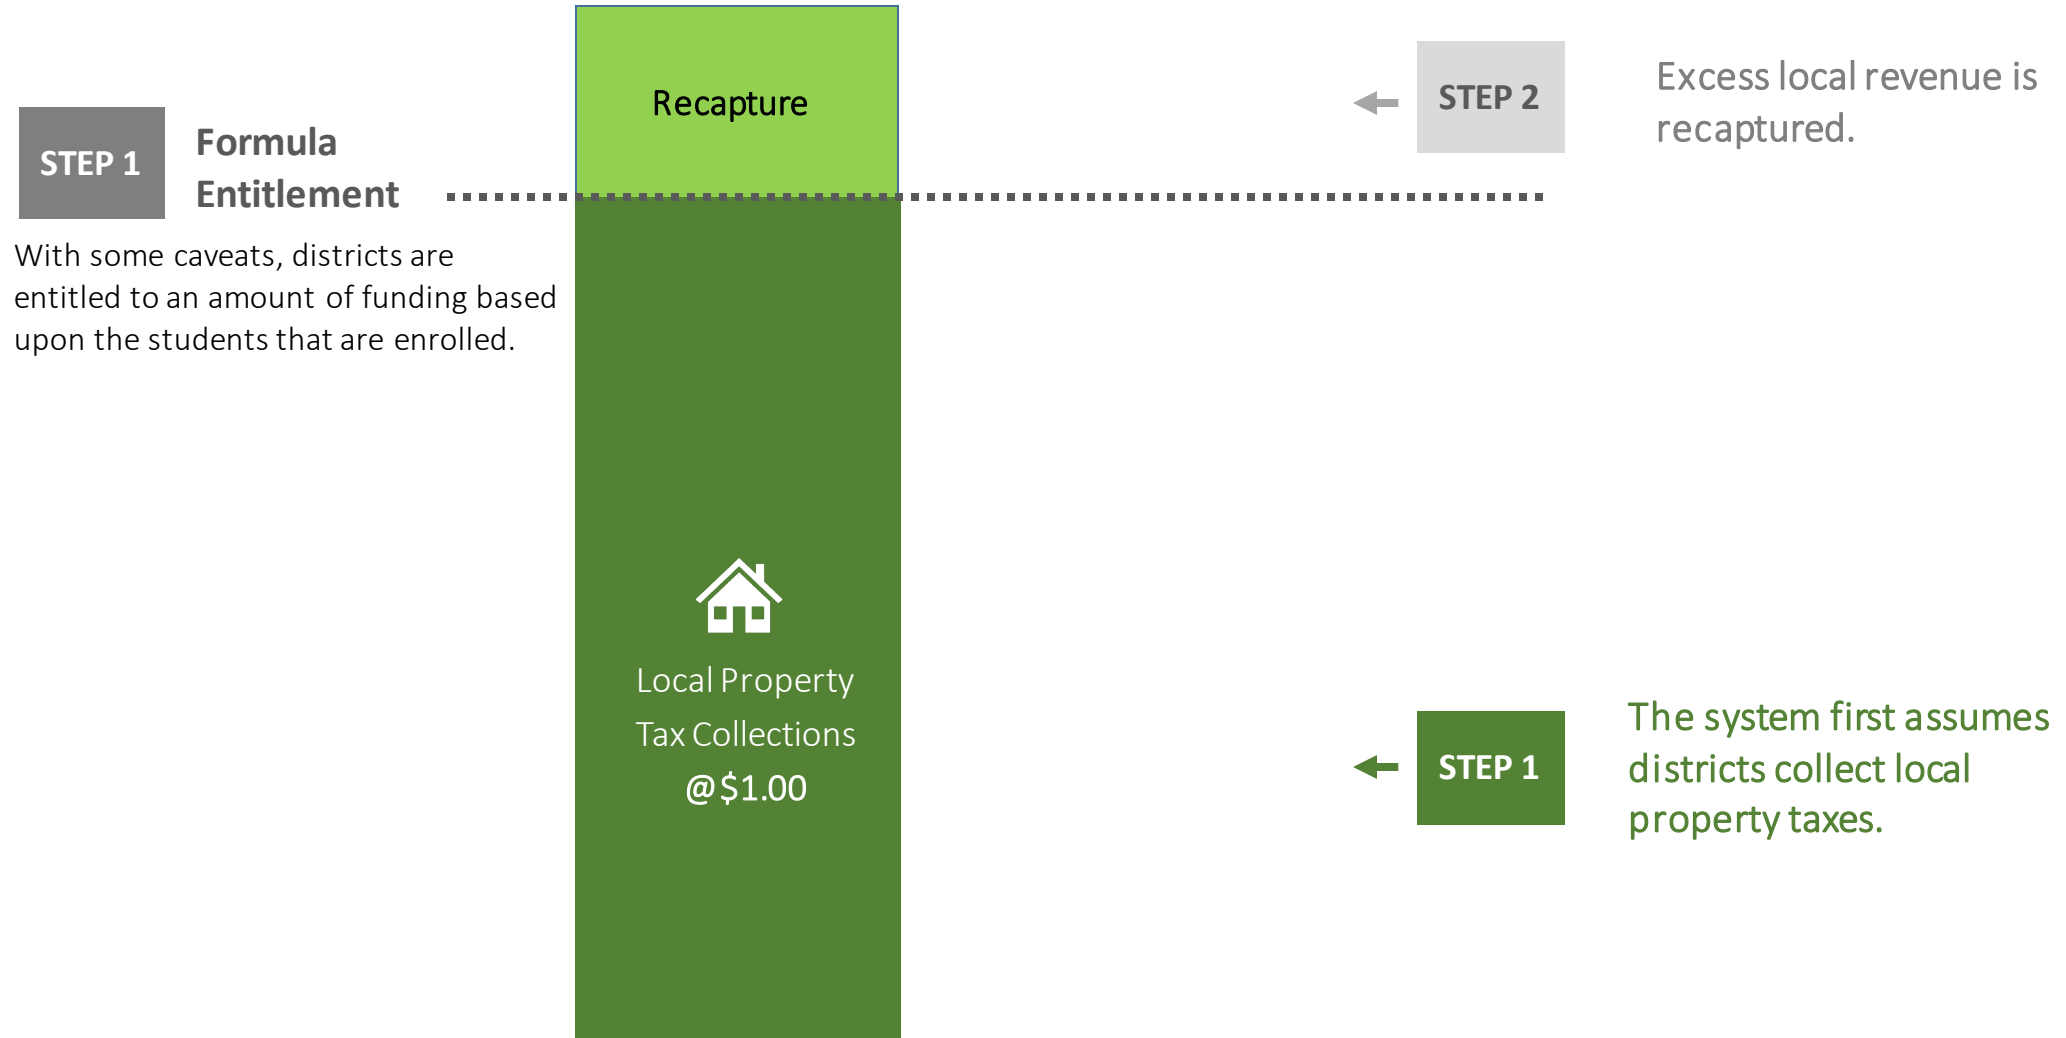 Recapture
STEP 2
Excess local revenue is
recaptured.
STEP 1
Formula
Entitlement
With some caveats, districts are
entitled to an amount of funding based
upon the students that are enrolled.
Local Property
Tax Collections
@$1.00
STEP 1
The system first assumes
districts collect local
property taxes.